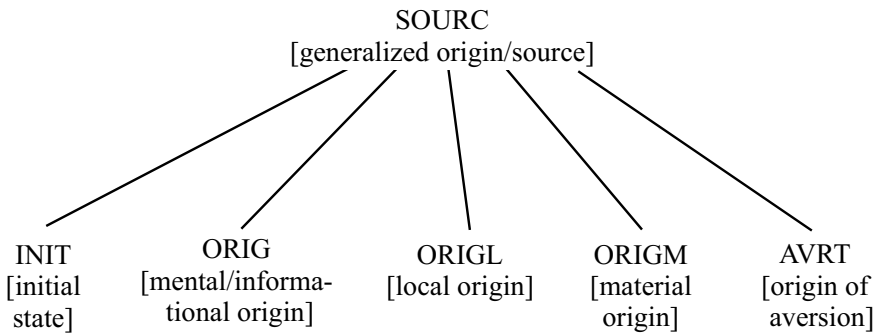 SOURC
[generalized origin/source]
INIT
[initial
state]
ORIG
[mental/informa-
tional origin]
ORIGL
[local origin]
ORIGM
[material
origin]
AVRT
[origin of
aversion]